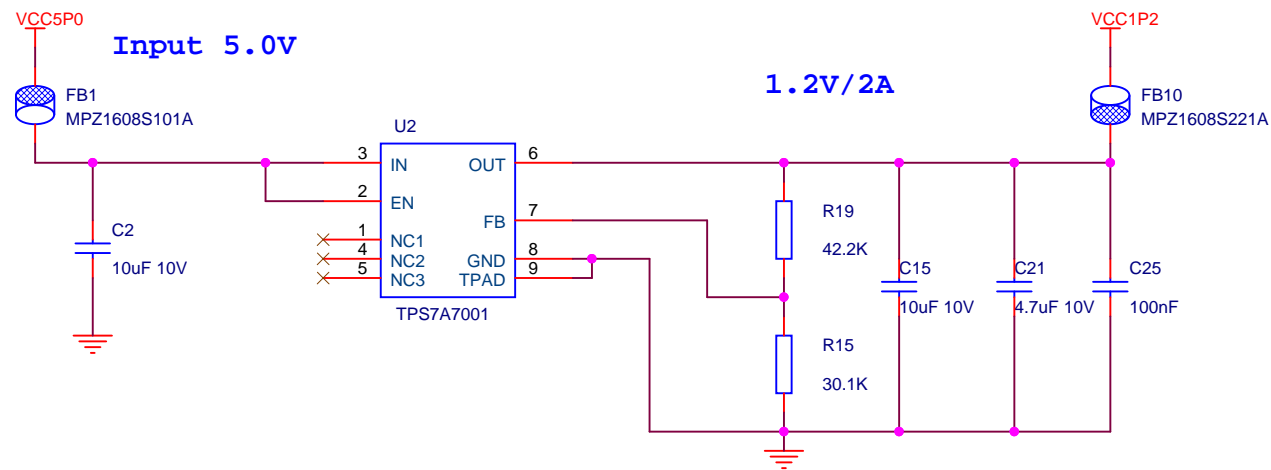 VCC5P0
Input 5.0V
FB1
MPZ1608S101A
C2
10uF 10V
U2
3
IN
2
EN
1
NC1
4
NC2
5
NC3
OUT
6
FB
7
GND
8
TPAD
9
TPS7A7001
1.2V/2A
R19
42.2K
R15
30.1K
C15
10uF 10V
C21
4.7uF 10V
C25
100nF
VCC1P2
FB10
MPZ1608S221A